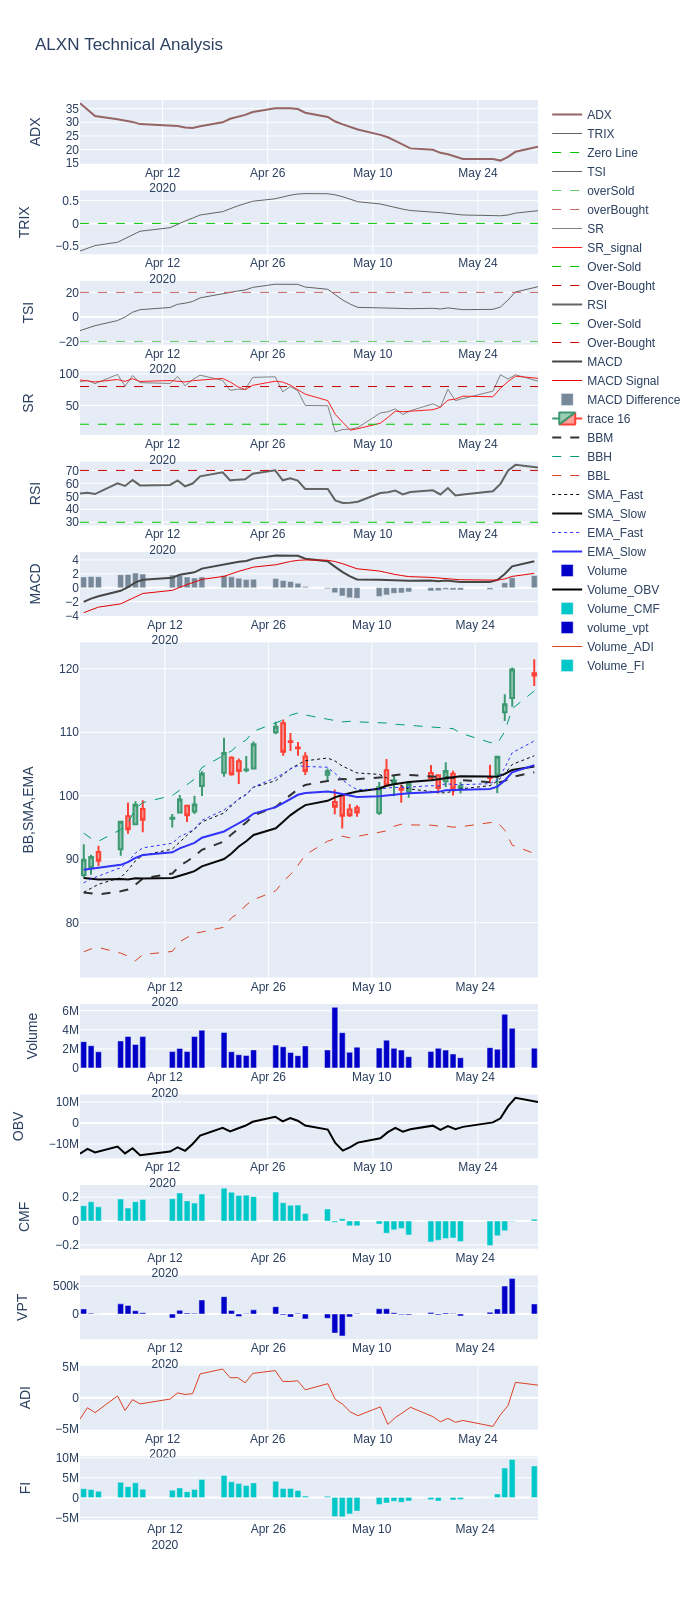 ALXN Technical Analysis
ADX
35
30
25
20
15
Apr 12
2020
Apr 26
May 10
May 24
TRIX
0.5
0
−0.5
Apr 12
2020
Apr 26
May 10
May 24
TSI
20
0
−20
Apr 12
2020
Apr 26
May 10
May 24
SR
100
50
Apr 12
2020
Apr 26
May 10
May 24
RSI
70
60
50
40
30
Apr 12
2020
Apr 26
May 10
May 24
MACD
4
2
0
−2
−4
Apr 12
2020
Apr 26
May 10
May 24
BB,SMA,EMA
120
110
100
90
80
Apr 12
2020
Apr 26
May 10
May 24
Volume
6M
4M
2M
0
Apr 12
2020
Apr 26
May 10
May 24
OBV
10M
0
−10M
Apr 12
2020
Apr 26
May 10
May 24
CMF
0.2
0
−0.2
Apr 12
2020
Apr 26
May 10
May 24
VPT
500k
0
Apr 12
2020
Apr 26
May 10
May 24
ADI
5M
0
−5M
Apr 12
2020
Apr 26
May 10
May 24
FI
10M
5M
0
−5M
Apr 12
2020
Apr 26
May 10
May 24
ADX
TRIX
Zero Line
TSI
overSold
overBought
SR
SR_signal
Over-Sold
Over-Bought
RSI
Over-Sold
Over-Bought
MACD
MACD Signal
MACD Difference
trace 16
BBM
BBH
BBL
SMA_Fast
SMA_Slow
EMA_Fast
EMA_Slow
Volume
Volume_OBV
Volume_CMF
volume_vpt
Volume_ADI
Volume_FI